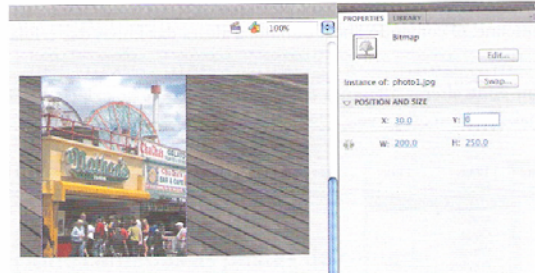 100%
PROPERTIES LIBRARY
Bitmap
Edit...
Instance of: photo1.jpg Swap...
POSITION AND SIZE
X: 30.0 Y: 0
W: 200.0 H: 250.0
Nathan's